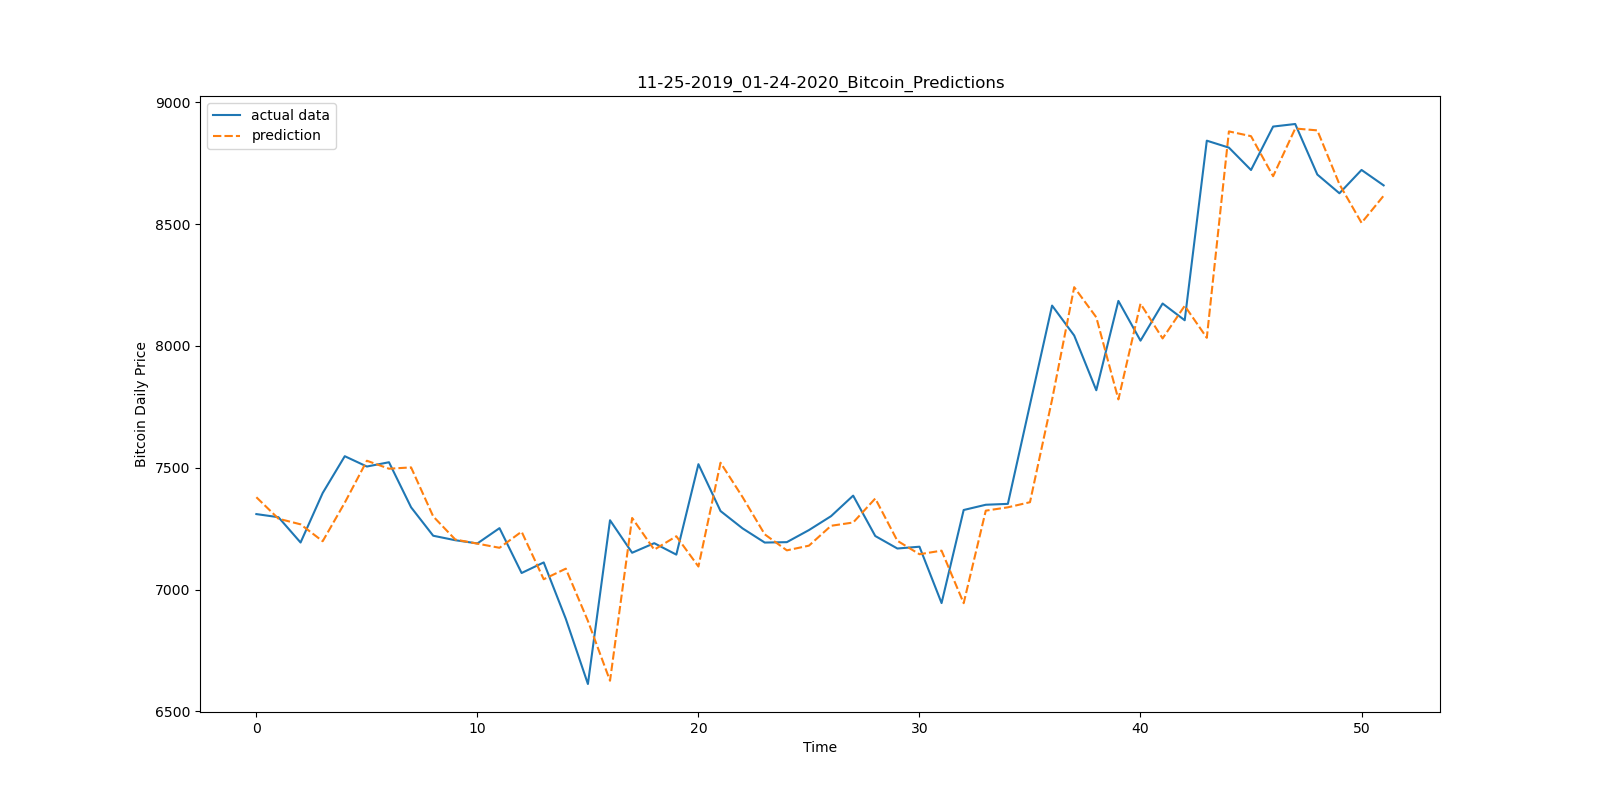 11-25-2019_01-24-2020_Bitcoin_Predictions
actual data
prediction
9000
8500
8000
7500
7000
6500
Bitcoin Daily Price
0 10 20 30 40 50
Time